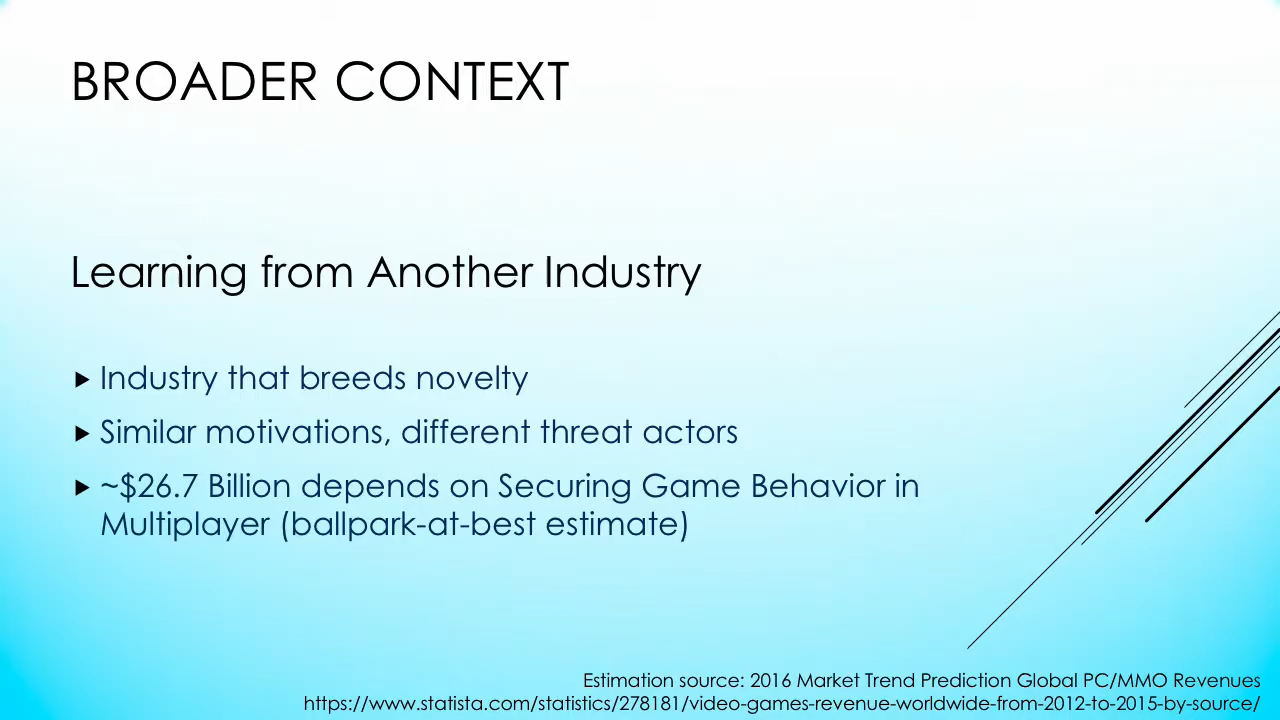 BROADER CONTEXT
Learning from Another Industry
Industry that breeds novelty
Similar motivations, different threat actors
~$26.7 Billion depends on Securing Game Behavior in
Multiplayer (ballpark-at-best estimate)
Estimation source: 2016 Market Trend Prediction Global PC/MMO Revenues
https://www.statista.com/statistics/278181/video-games-revenue-worldwide-from-2012-to-2015-by-source/